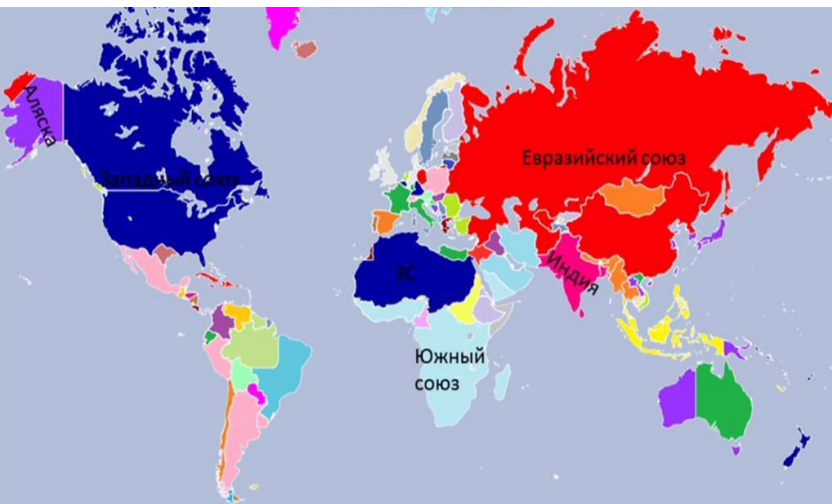 Аляска
Западный союз
Евразийский союз
ЗС
Индия
Южный
союз